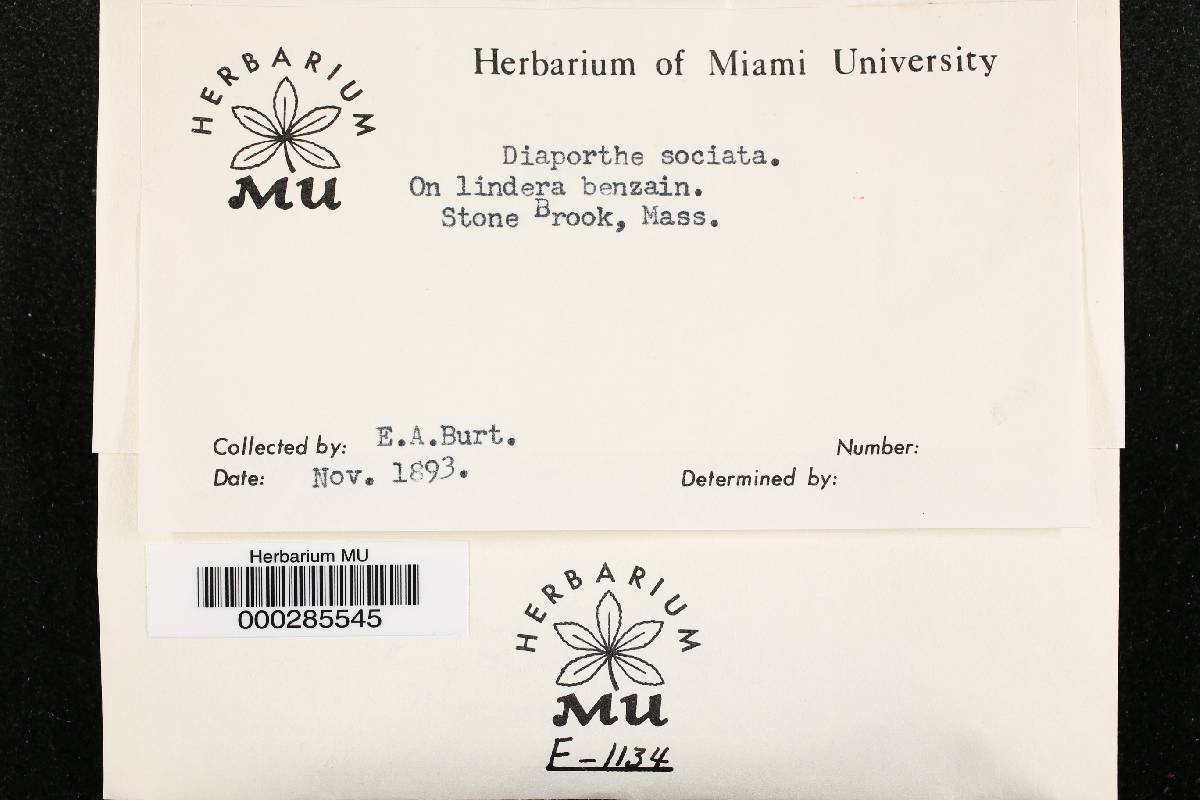 HERBARIUM
MU
Herbarium of Miami University
Diaporthe sociata.
On lindera benzain.
Stone Brook, Mass.
Collected by: E.A.Burt.
Number:
Date: Nov. 1893.
Determined by:
Herbarium MU
000285545
HERBARIUM
MU
F-1134